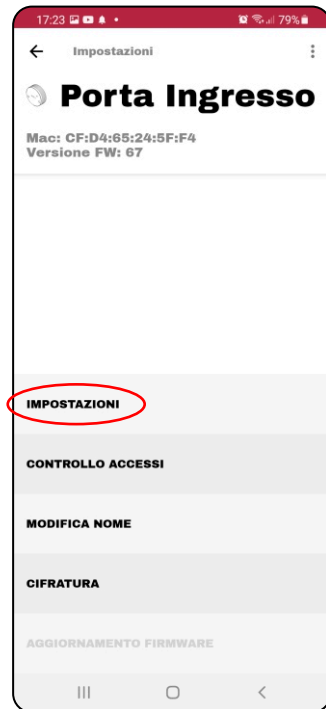 17:23 79%
Impostazioni
Porta Ingresso
Mac: CF:D4:65:24:5F:F4
Versione FW: 67
IMPOSTAZIONI
CONTROLLO ACCESSI
MODIFICA NOME
CIFRATURA
AGGIORNAMENTO FIRMWARE